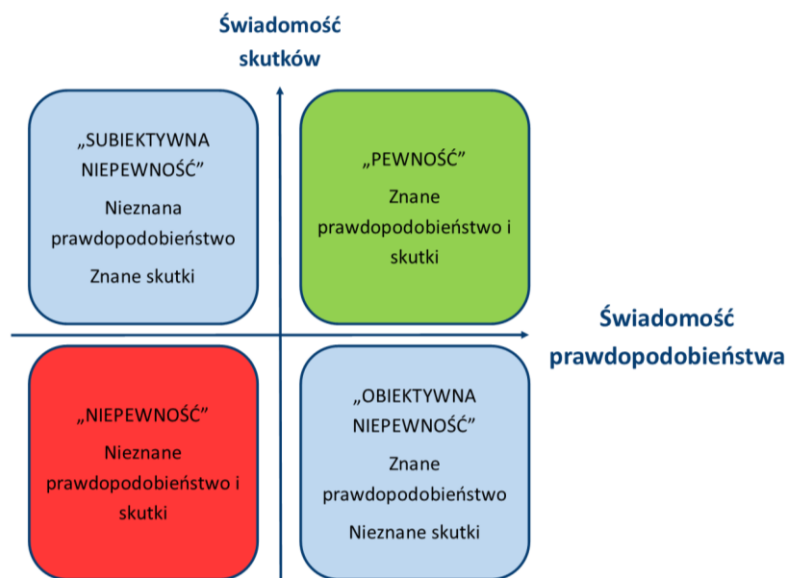 Świadomość
skutków
„SUBIEKTYWNA
NIEPEWNOŚĆ”
Nieznana
prawdopodobieństwo
Znane skutki
„PEWNOŚĆ”
Znane
prawdopodobieństwo i
skutki
Świadomość
prawdopodobieństwa
„NIEPEWNOŚĆ”
Nieznane
prawdopodobieństwo i
skutki
„OBIEKTYWNA
NIEPEWNOŚĆ”
Znane
prawdopodobieństwo
Nieznane skutki